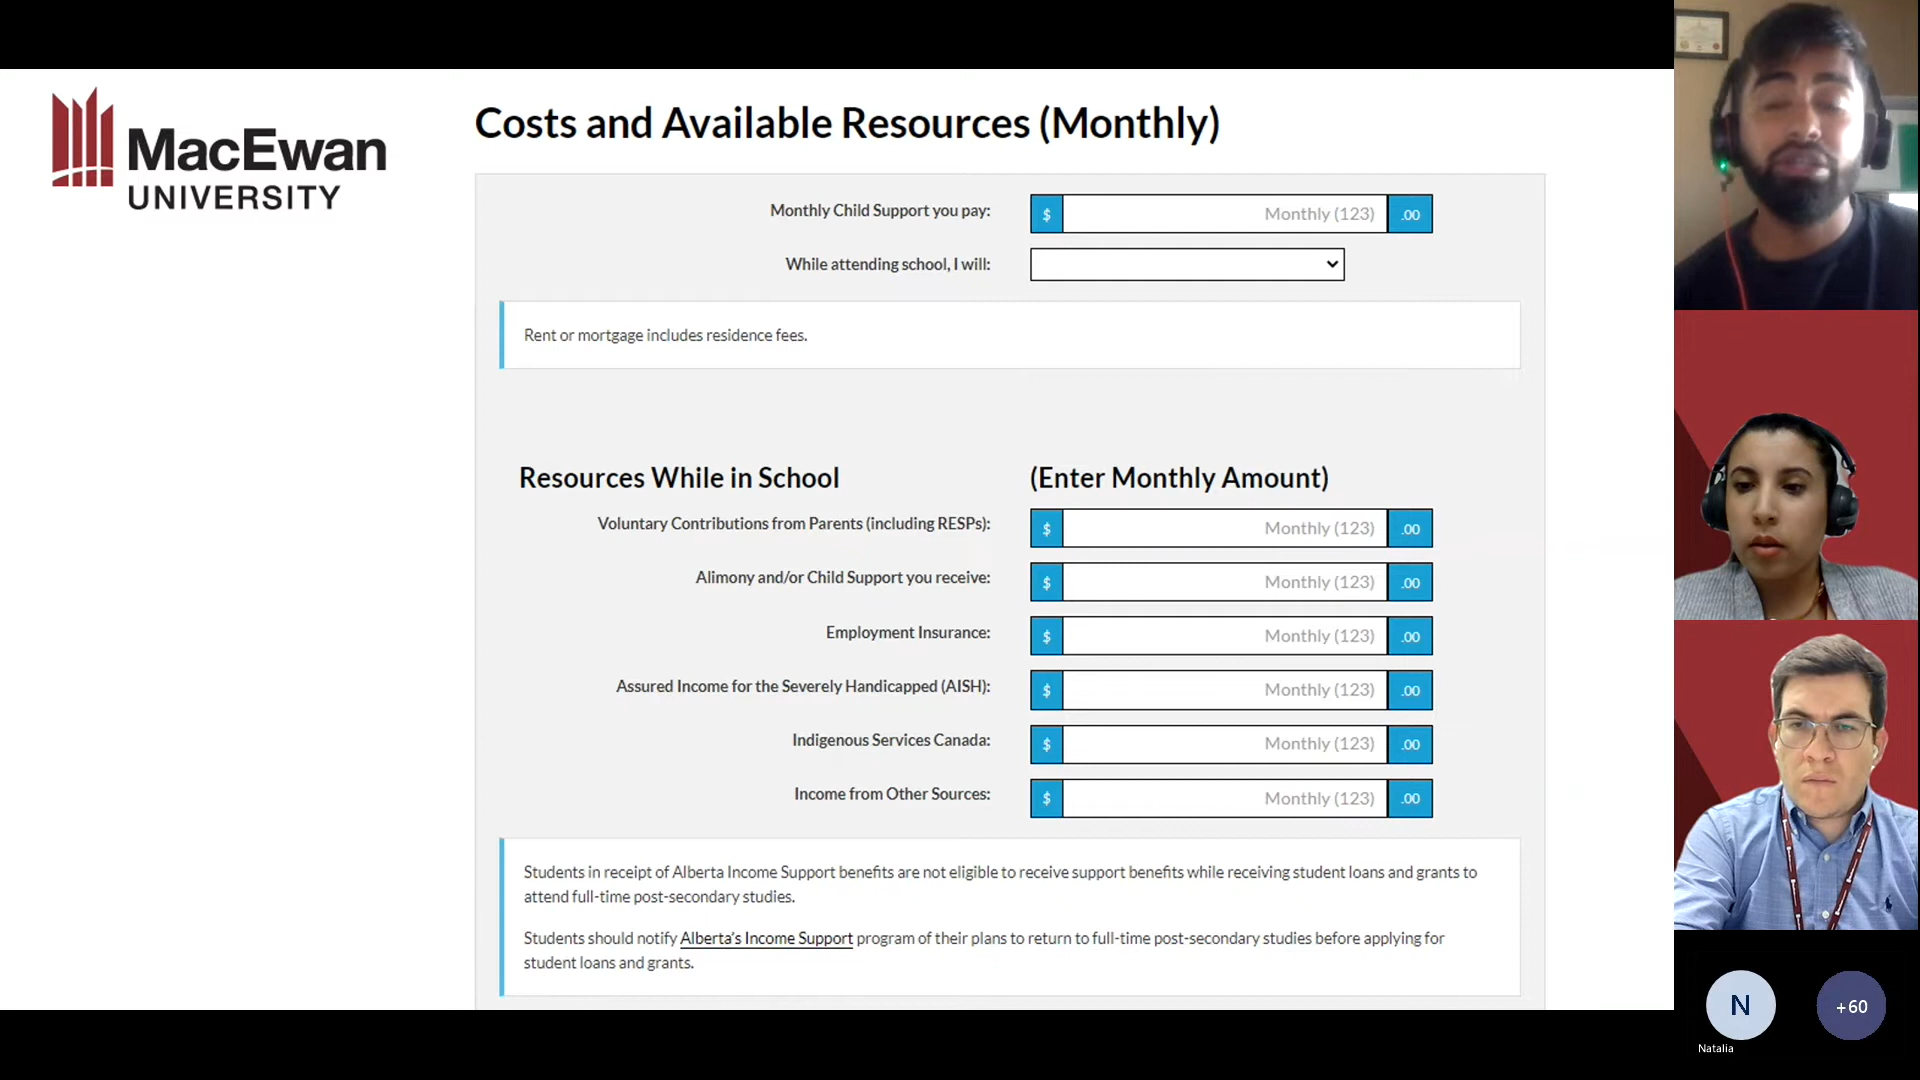 MacEwan
UNIVERSITY
Costs and Available Resources (Monthly)
Monthly Child Support you pay: $ Monthly (123) .00
While attending school, I will:
Rent or mortgage includes residence fees.
Resources While in School (Enter Monthly Amount)
Voluntary Contributions from Parents (including RESPs): $ Monthly (123) .00
Alimony and/or Child Support you receive: $ Monthly (123) .00
Employment Insurance: $ Monthly (123) .00
Assured Income for the Severely Handicapped (AISH): $ Monthly (123) .00
Indigenous Services Canada: $ Monthly (123) .00
Income from Other Sources: $ Monthly (123) .00
Students in receipt of Alberta Income Support benefits are not eligible to receive support benefits while receiving student loans and grants to
attend full-time post-secondary studies.
Students should notify Alberta's Income Support program of their plans to return to full-time post-secondary studies before applying for
student loans and grants.
N
+60
Natalia